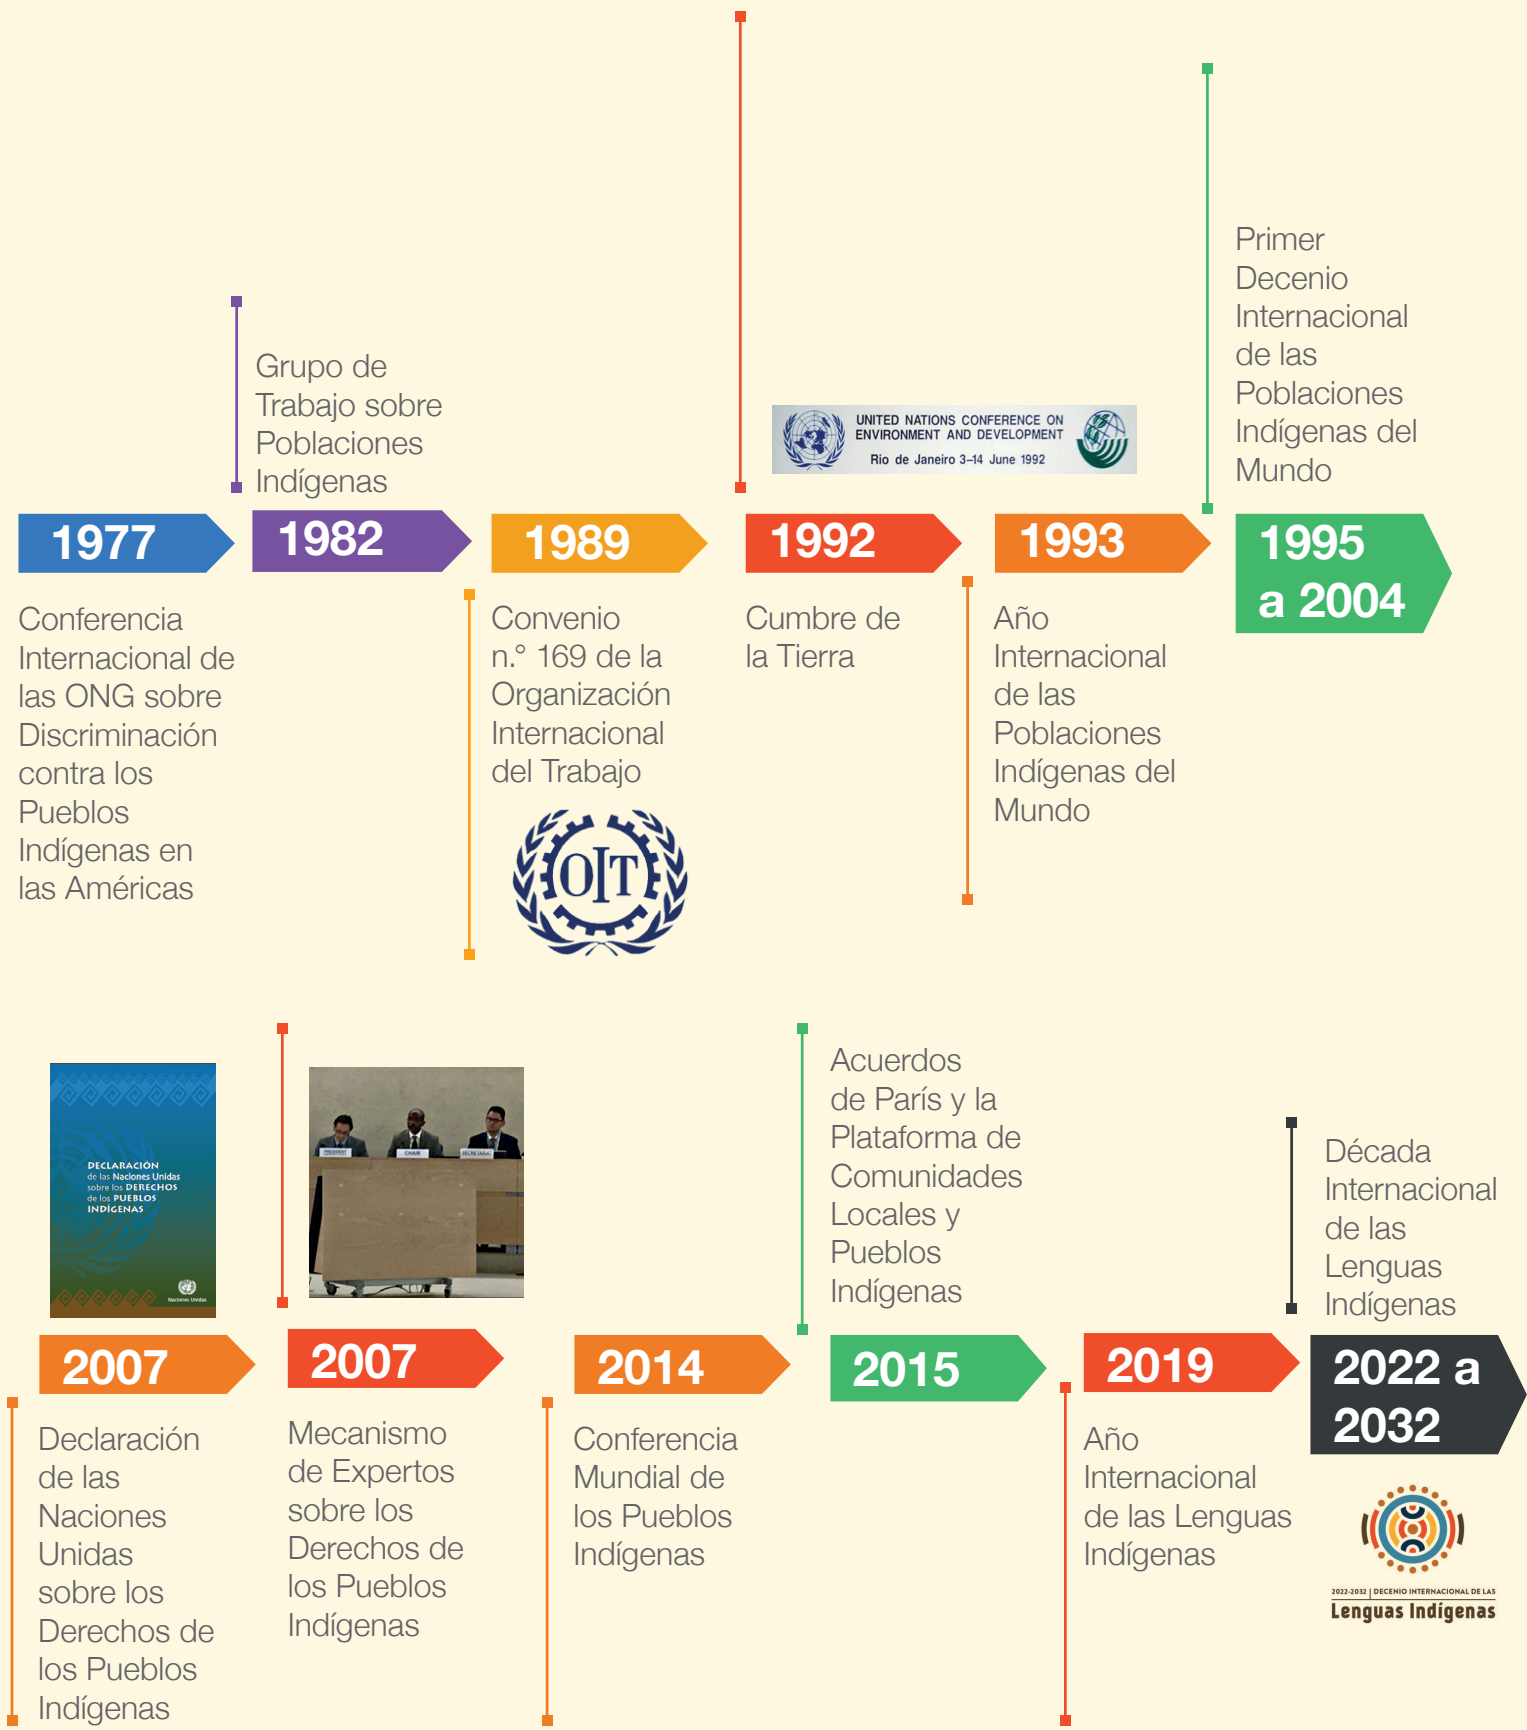 1977
Conferencia
Internacional de
las ONG sobre
Discriminación
contra los
Pueblos
Indígenas en
las Américas
Grupo de
Trabajo sobre
Poblaciones
Indígenas
1982
1989
Convenio
n.° 169 de la
Organización
Internacional
del Trabajo
OIT
UNITED NATIONS CONFERENCE ON
ENVIRONMENT AND DEVELOPMENT
Rio de Janeiro 3–14 June 1992
1992
Cumbre de
la Tierra
1993
Año
Internacional
de las
Poblaciones
Indígenas del
Mundo
Primer
Decenio
Internacional
de las
Poblaciones
Indígenas del
Mundo
1995
a 2004
DECLARACIÓN
de las Naciones Unidas
sobre los DERECHOS
de los PUEBLOS
INDÍGENAS
Naciones Unidas
2007
Declaración
de las
Naciones
Unidas
sobre los
Derechos de
los Pueblos
Indígenas
PRESIDENT
CHAIR
SECRETARIAT
2007
Mecanismo
de Expertos
sobre los
Derechos de
los Pueblos
Indígenas
2014
Conferencia
Mundial de
los Pueblos
Indígenas
Acuerdos
de París y la
Plataforma de
Comunidades
Locales y
Pueblos
Indígenas
2015
2019
Año
Internacional
de las Lenguas
Indígenas
Década
Internacional
de las
Lenguas
Indígenas
2022 a
2032
2022-2032 | DECENIO INTERNACIONAL DE LAS
Lenguas Indígenas